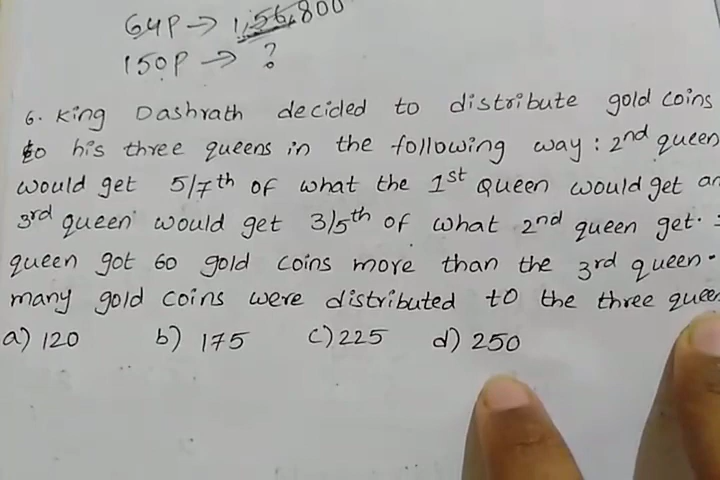 64P → 1,56,800
150P → ?
6. King Dashrath decided to distribute gold coins
to his three queens in the following way : 2nd queen
would get 5/7th of what the 1st Queen would get
3rd queen would get 3/5th of what 2nd queen get.
queen got 60 gold coins more than the 3rd queen.
many gold coins were distributed to the three
a) 120 b) 175 c) 225 d) 250